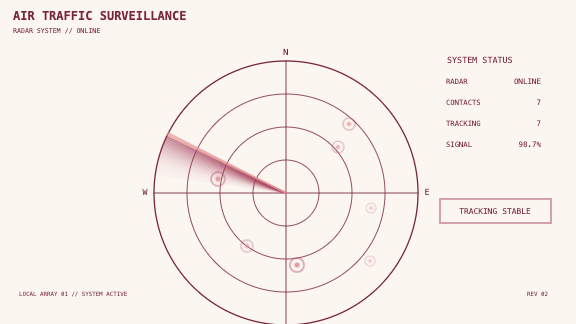 AIR TRAFFIC SURVEILLANCE
RADAR SYSTEM // ONLINE
N
W
E
SYSTEM STATUS
RADAR ONLINE
CONTACTS 7
TRACKING 7
SIGNAL 98.7%
TRACKING STABLE
LOCAL ARRAY 01 // SYSTEM ACTIVE
REV 02